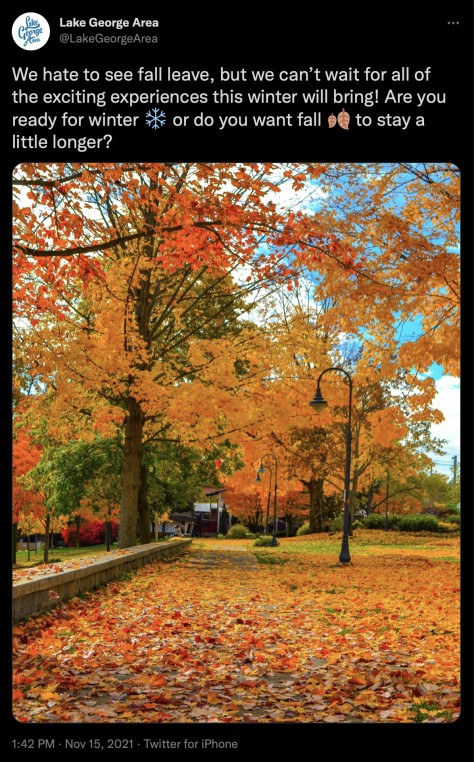 Lake
George
AREA
Lake George Area
@LakeGeorgeArea
We hate to see fall leave, but we can’t wait for all of
the exciting experiences this winter will bring! Are you
ready for winter ❄️ or do you want fall 🍂 to stay a
little longer?
1:42 PM · Nov 15, 2021 · Twitter for iPhone